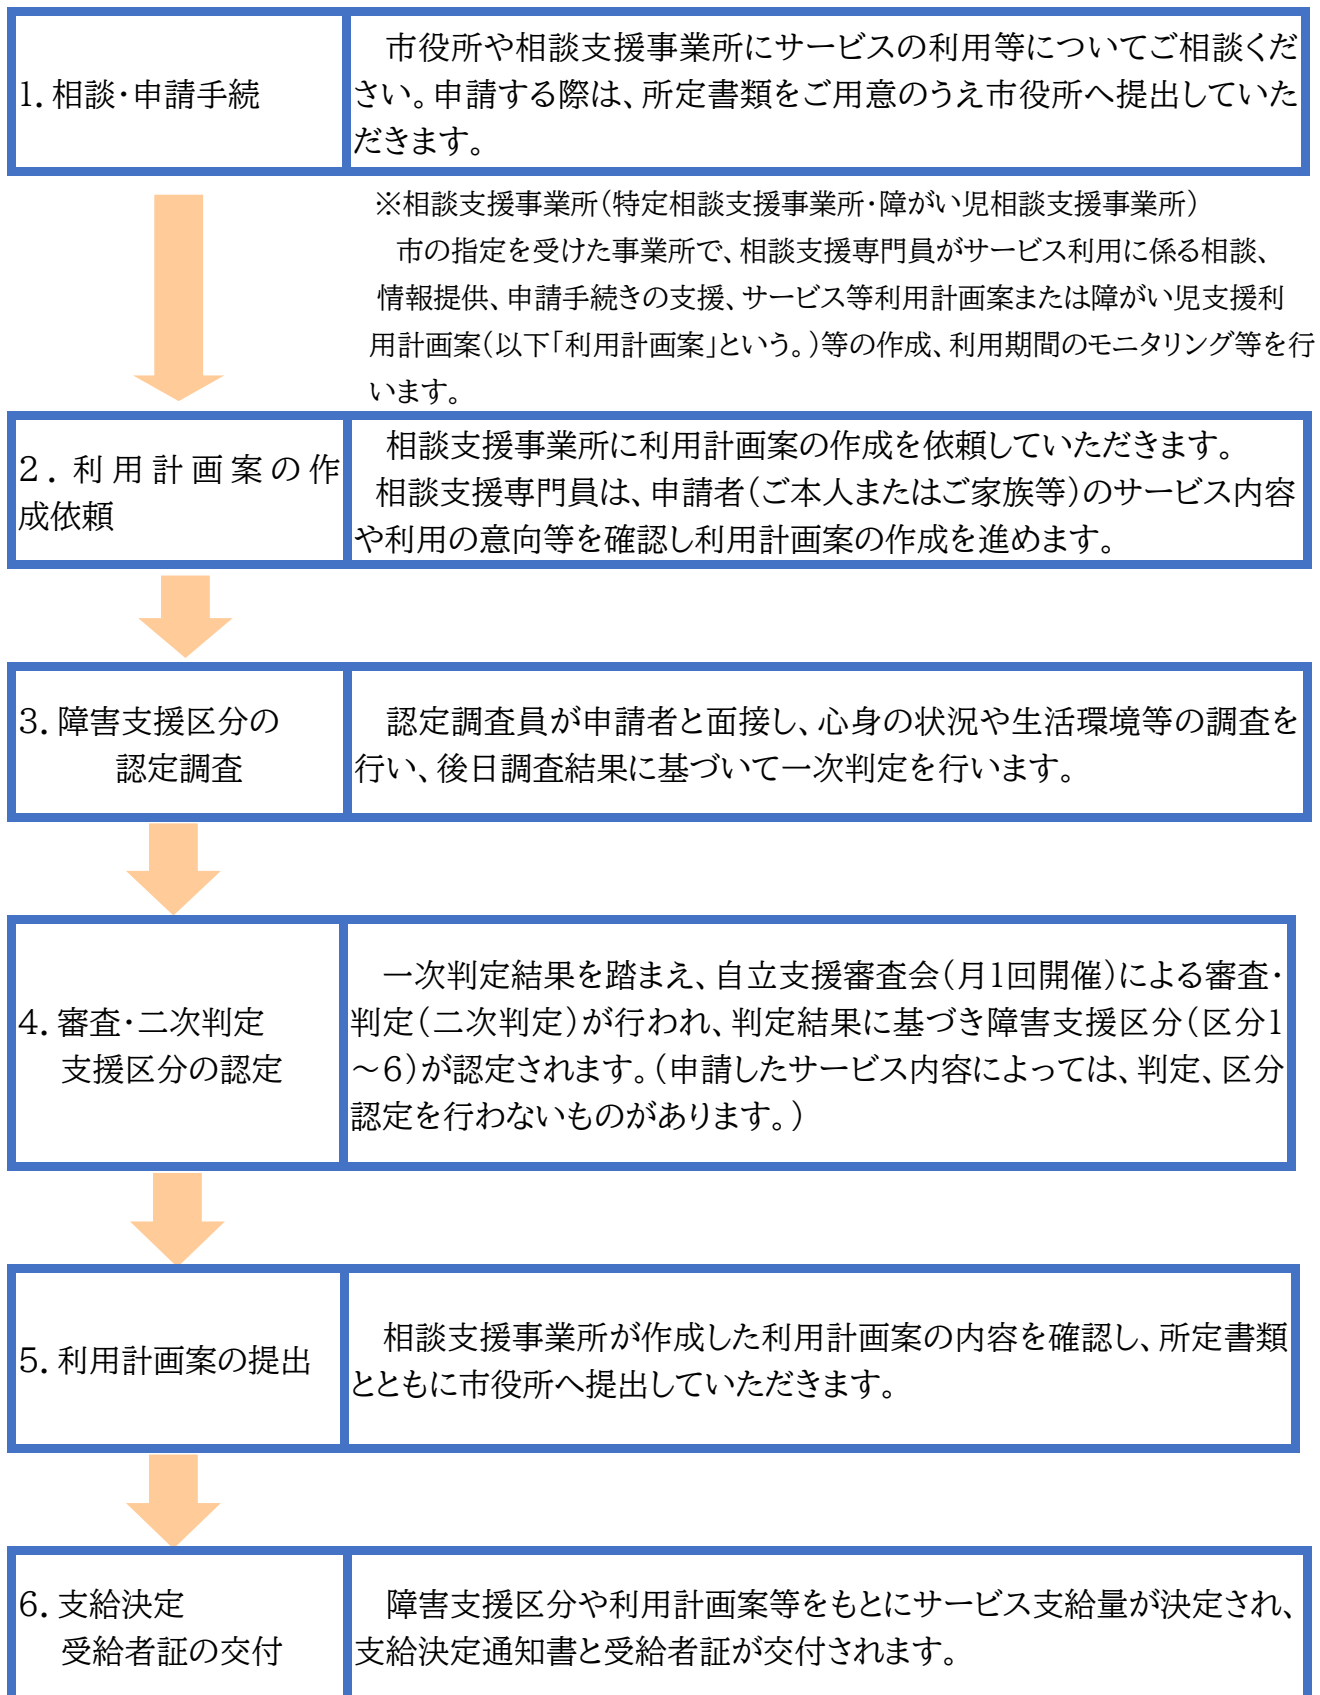 1．相談・申請手続
市役所や相談支援事業所にサービスの利用等についてご相談くだ
さい。申請する際は、所定書類をご用意のうえ市役所へ提出していた
だきます。
※相談支援事業所（特定相談支援事業所・障がい児相談支援事業所）
市の指定を受けた事業所で、相談支援専門員がサービス利用に係る相談、
情報提供、申請手続きの支援、サービス等利用計画案または障がい児支援利
用計画案（以下「利用計画案」という。）等の作成、利用期間のモニタリング等を行
います。
２．利用計画案の作
成依頼
相談支援事業所に利用計画案の作成を依頼していただきます。
相談支援専門員は、申請者（ご本人またはご家族等）のサービス内容
や利用の意向等を確認し利用計画案の作成を進めます。
3．障害支援区分の
認定調査
認定調査員が申請者と面接し、心身の状況や生活環境等の調査を
行い、後日調査結果に基づいて一次判定を行います。
4．審査・二次判定
支援区分の認定
一次判定結果を踏まえ、自立支援審査会（月1回開催）による審査・
判定（二次判定）が行われ、判定結果に基づき障害支援区分（区分1
～6）が認定されます。（申請したサービス内容によっては、判定、区分
認定を行わないものがあります。）
5．利用計画案の提出
相談支援事業所が作成した利用計画案の内容を確認し、所定書類
とともに市役所へ提出していただきます。
6．支給決定
受給者証の交付
障害支援区分や利用計画案等をもとにサービス支給量が決定され、
支給決定通知書と受給者証が交付されます。